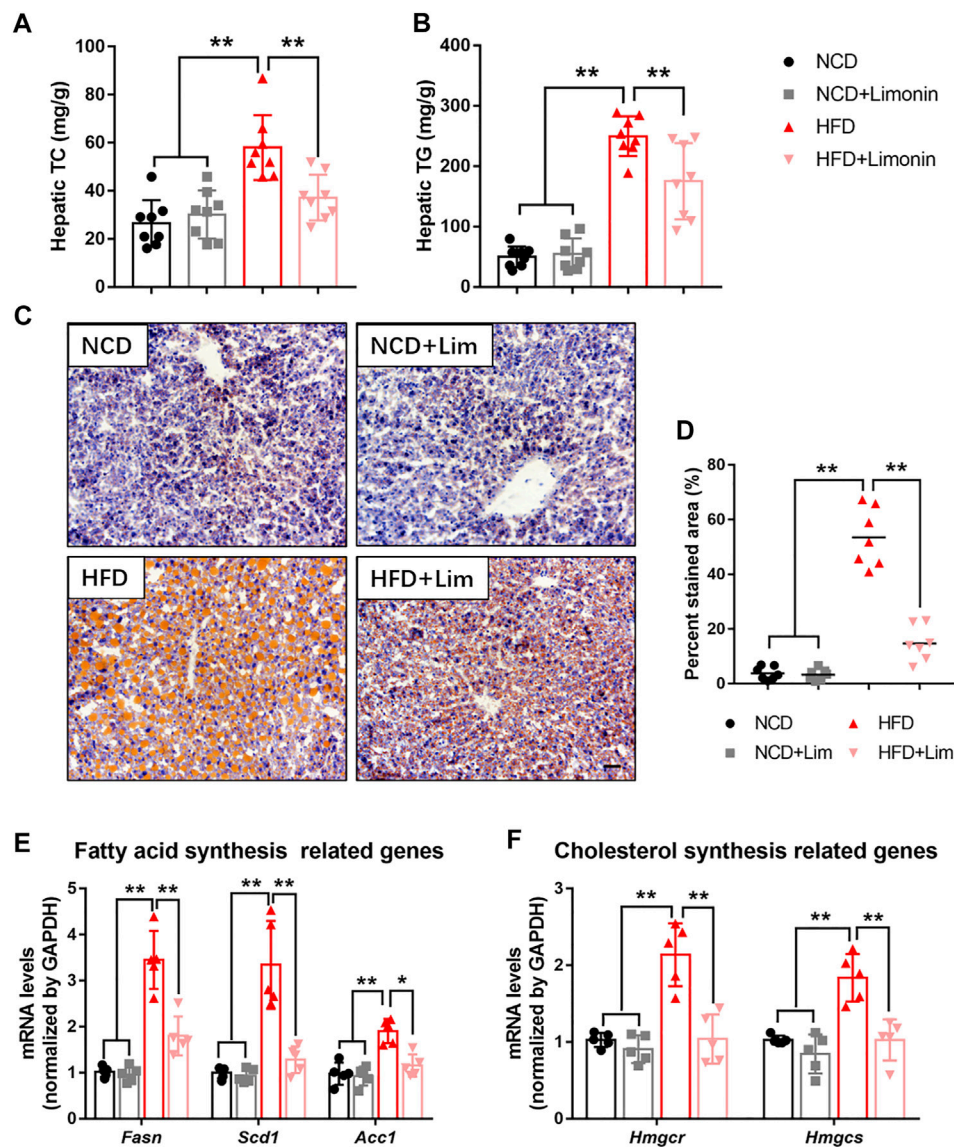 A
Hepatic TC (mg/g)
100
80
60
40
20
0
**
**
B
Hepatic TG (mg/g)
400
300
200
100
0
**
**
NCD
NCD+Limonin
HFD
HFD+Limonin
C
NCD
NCD+Lim
HFD
HFD+Lim
D
Percent stained area (%)
80
60
40
20
0
**
**
NCD
HFD
NCD+Lim
HFD+Lim
E
Fatty acid synthesis related genes
mRNA levels
(normalized by GAPDH)
5
4
3
2
1
0
**
**
**
**
**
*
Fasn
Scd1
Acc1
F
Cholesterol synthesis related genes
mRNA levels
(normalized by GAPDH)
3
2
1
0
**
**
**
**
Hmgcr
Hmgcs